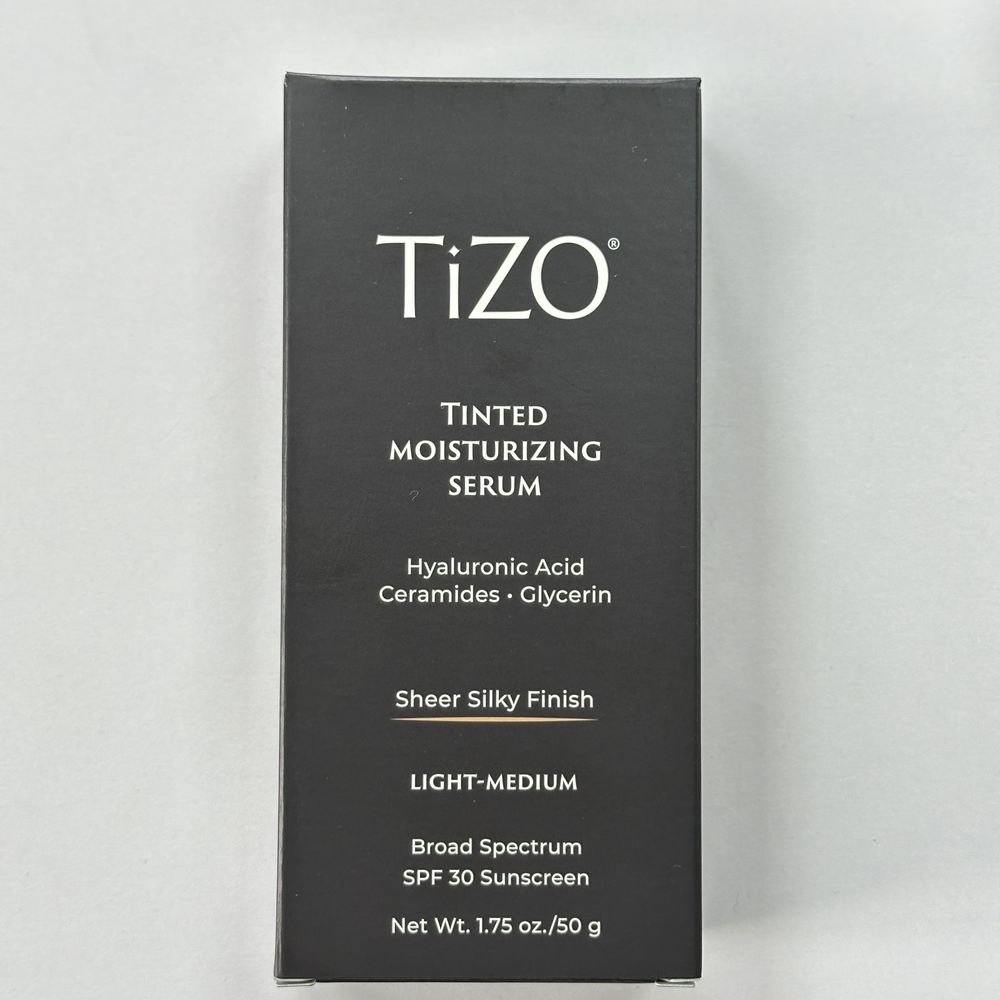 TiZO®
TINTED
MOISTURIZING
SERUM
Hyaluronic Acid
Ceramides • Glycerin
Sheer Silky Finish
LIGHT-MEDIUM
Broad Spectrum
SPF 30 Sunscreen
Net Wt. 1.75 oz./50 g